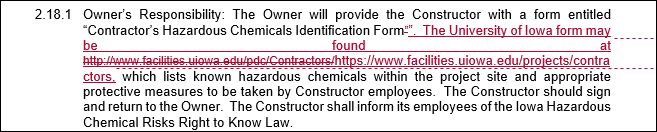 2.18.1 Owner's Responsibility: The Owner will provide the Constructor with a form entitled
"Contractor's Hazardous Chemicals Identification Form"". The University of Iowa form may
be found at
http://www.facilities.uiowa.edu/pdc/Contractors/https://www.facilities.uiowa.edu/projects/contra
ctors, which lists known hazardous chemicals within the project site and appropriate
protective measures to be taken by Constructor employees. The Constructor should sign
and return to the Owner. The Constructor shall inform its employees of the Iowa Hazardous
Chemical Risks Right to Know Law.